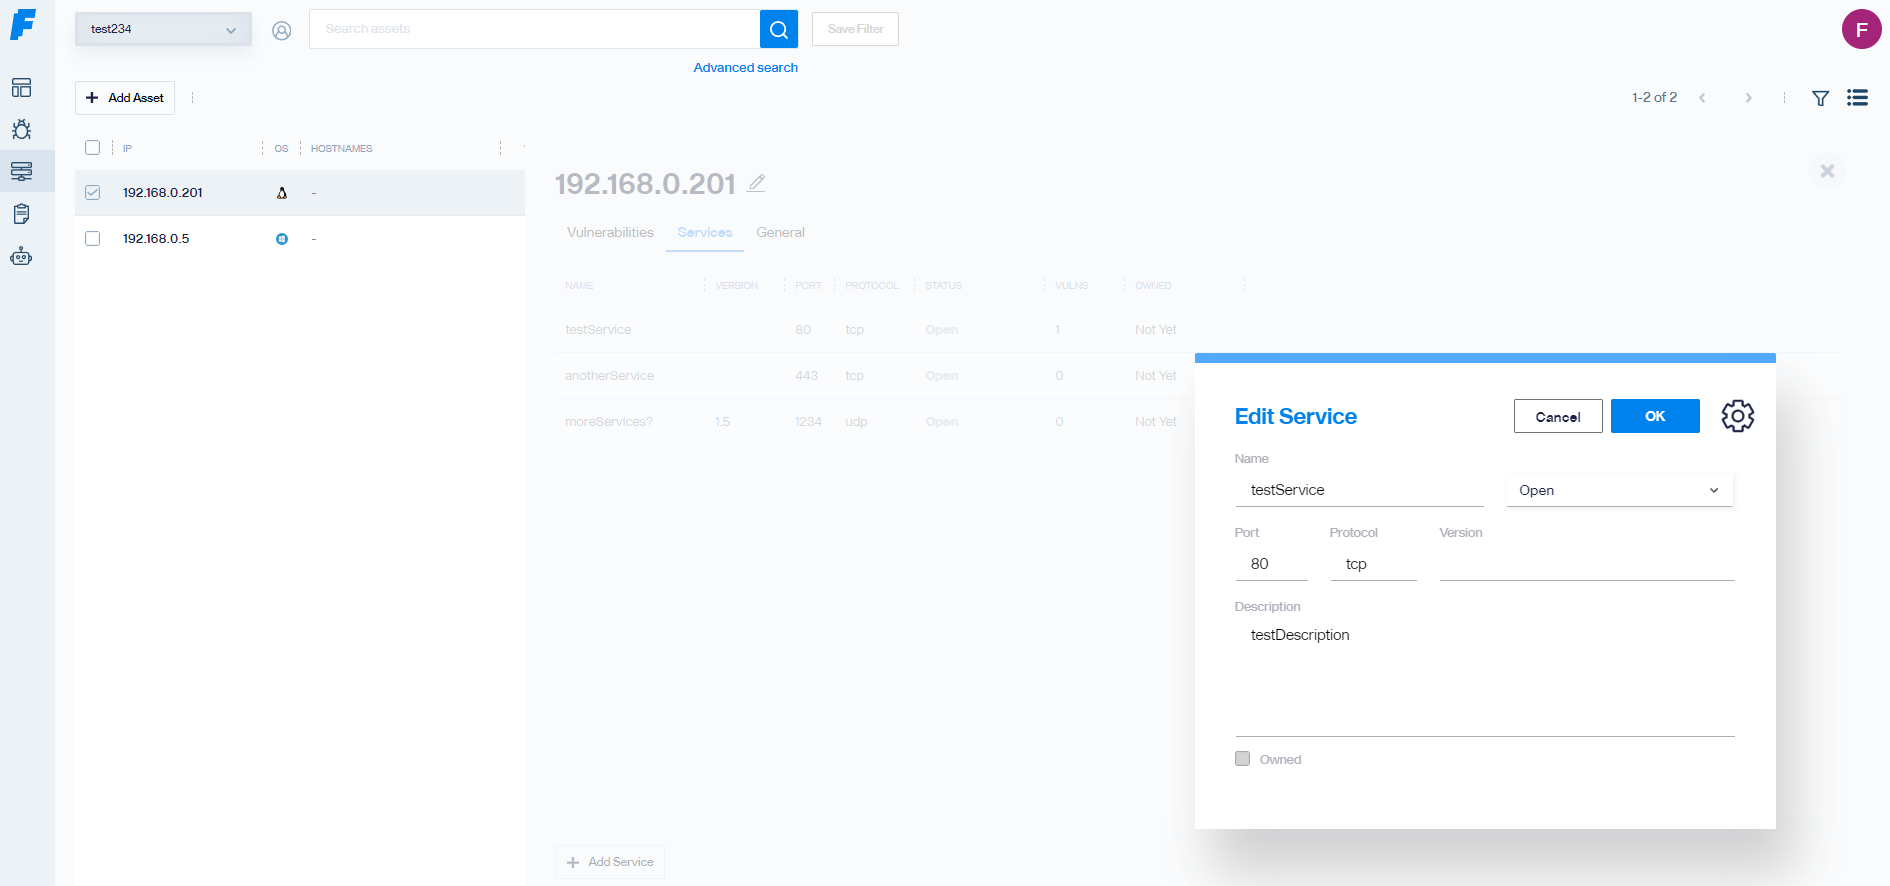 test234
Search assets
Save Filter
F
Advanced search
Add Asset
1-2 of 2
IP OS HOSTNAMES
192.168.0.201 -
192.168.0.5 -
192.168.0.201
Vulnerabilities Services General
NAME VERSION PORT PROTOCOL STATUS VULNS OWNED
testService 80 tcp Open 1 Not Yet
anotherService 443 tcp Open 0 Not Yet
moreServices? 1.5 1234 udp Open 0 Not Yet
Add Service
Edit Service
Cancel OK
Name
testService Open
Port Protocol Version
80 tcp
Description
testDescription
Owned